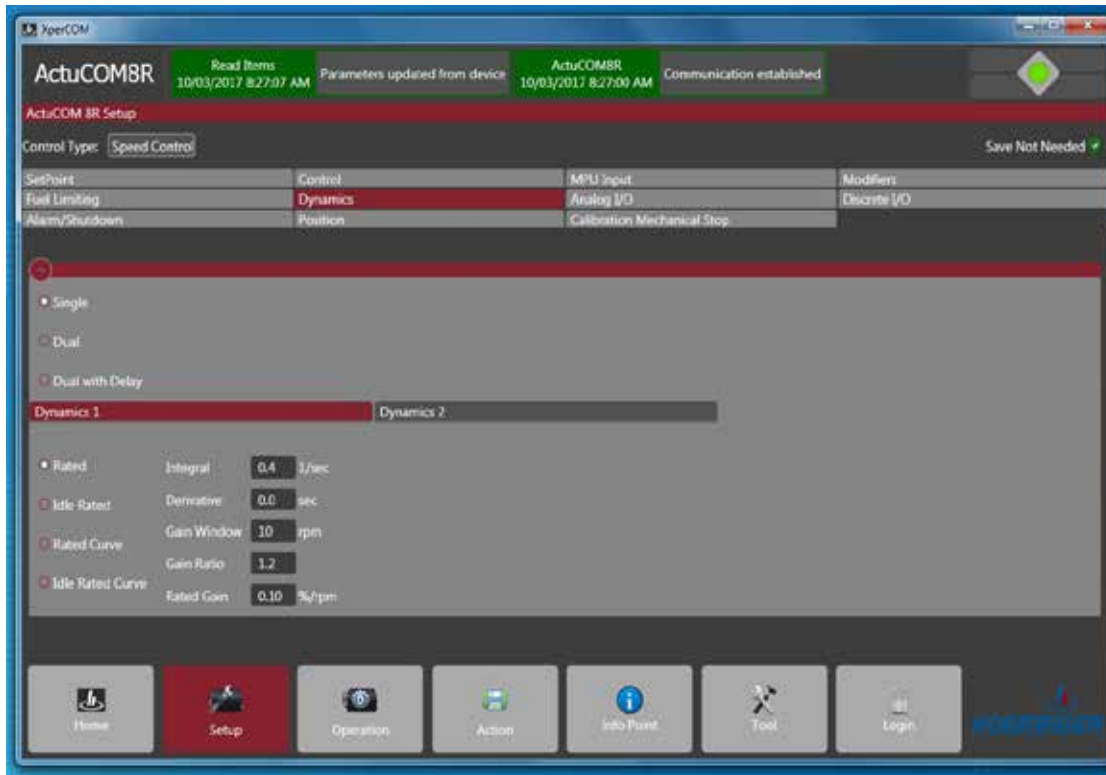 XperCOM
ActuCOM8R
Read Items
10/03/2017 8:27:07 AM
Parameters updated from device
ActuCOM8R
10/03/2017 8:27:00 AM
Communication established
ActuCOM 8R Setup
Control Type: Speed Control
Save Not Needed
SetPoint
Control
MPU Input
Modifiers
Fuel Limiting
Dynamics
Analog I/O
Discrete I/O
Alarm/Shutdown
Position
Calibration Mechanical Stop
Single
Dual
Dual with Delay
Dynamics 1
Dynamics 2
Rated
Idle Rated
Rated Curve
Idle Rated Curve
Integral 0.4 1/sec
Derivative 0.0 sec
Gain Window 10 rpm
Gain Ratio 1.2
Rated Gain 0.10 %/rpm
Home
Setup
Operation
Action
Info Point
Tool
Login
HOERBIGER